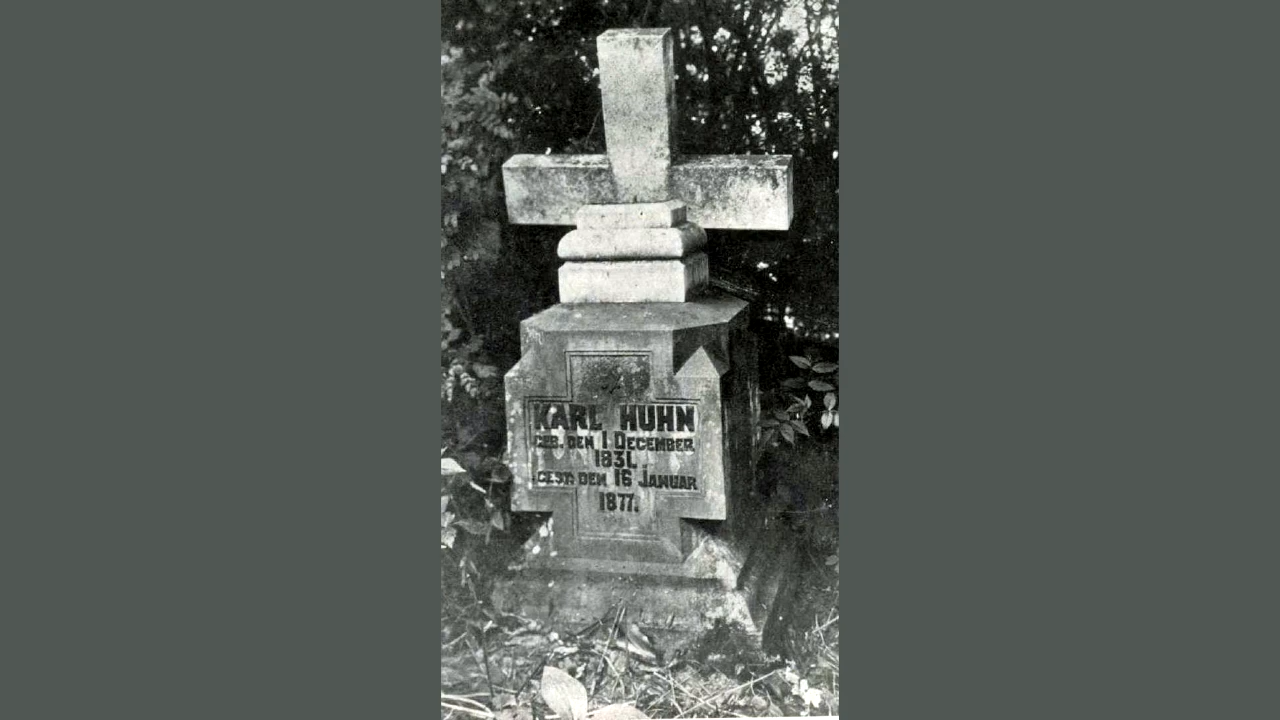 KARL HUHN
GEB. DEN 1 DECEMBER
1831.
GEST. DEN 16 JANUAR
1877.